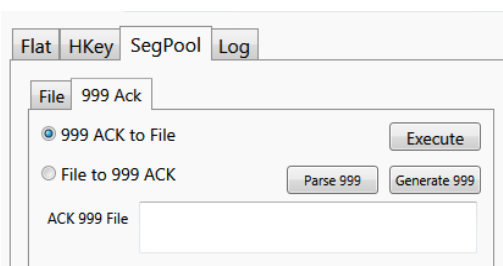 Flat HKey SegPool Log
File 999 Ack
999 ACK to File Execute
File to 999 ACK Parse 999 Generate 999
ACK 999 File